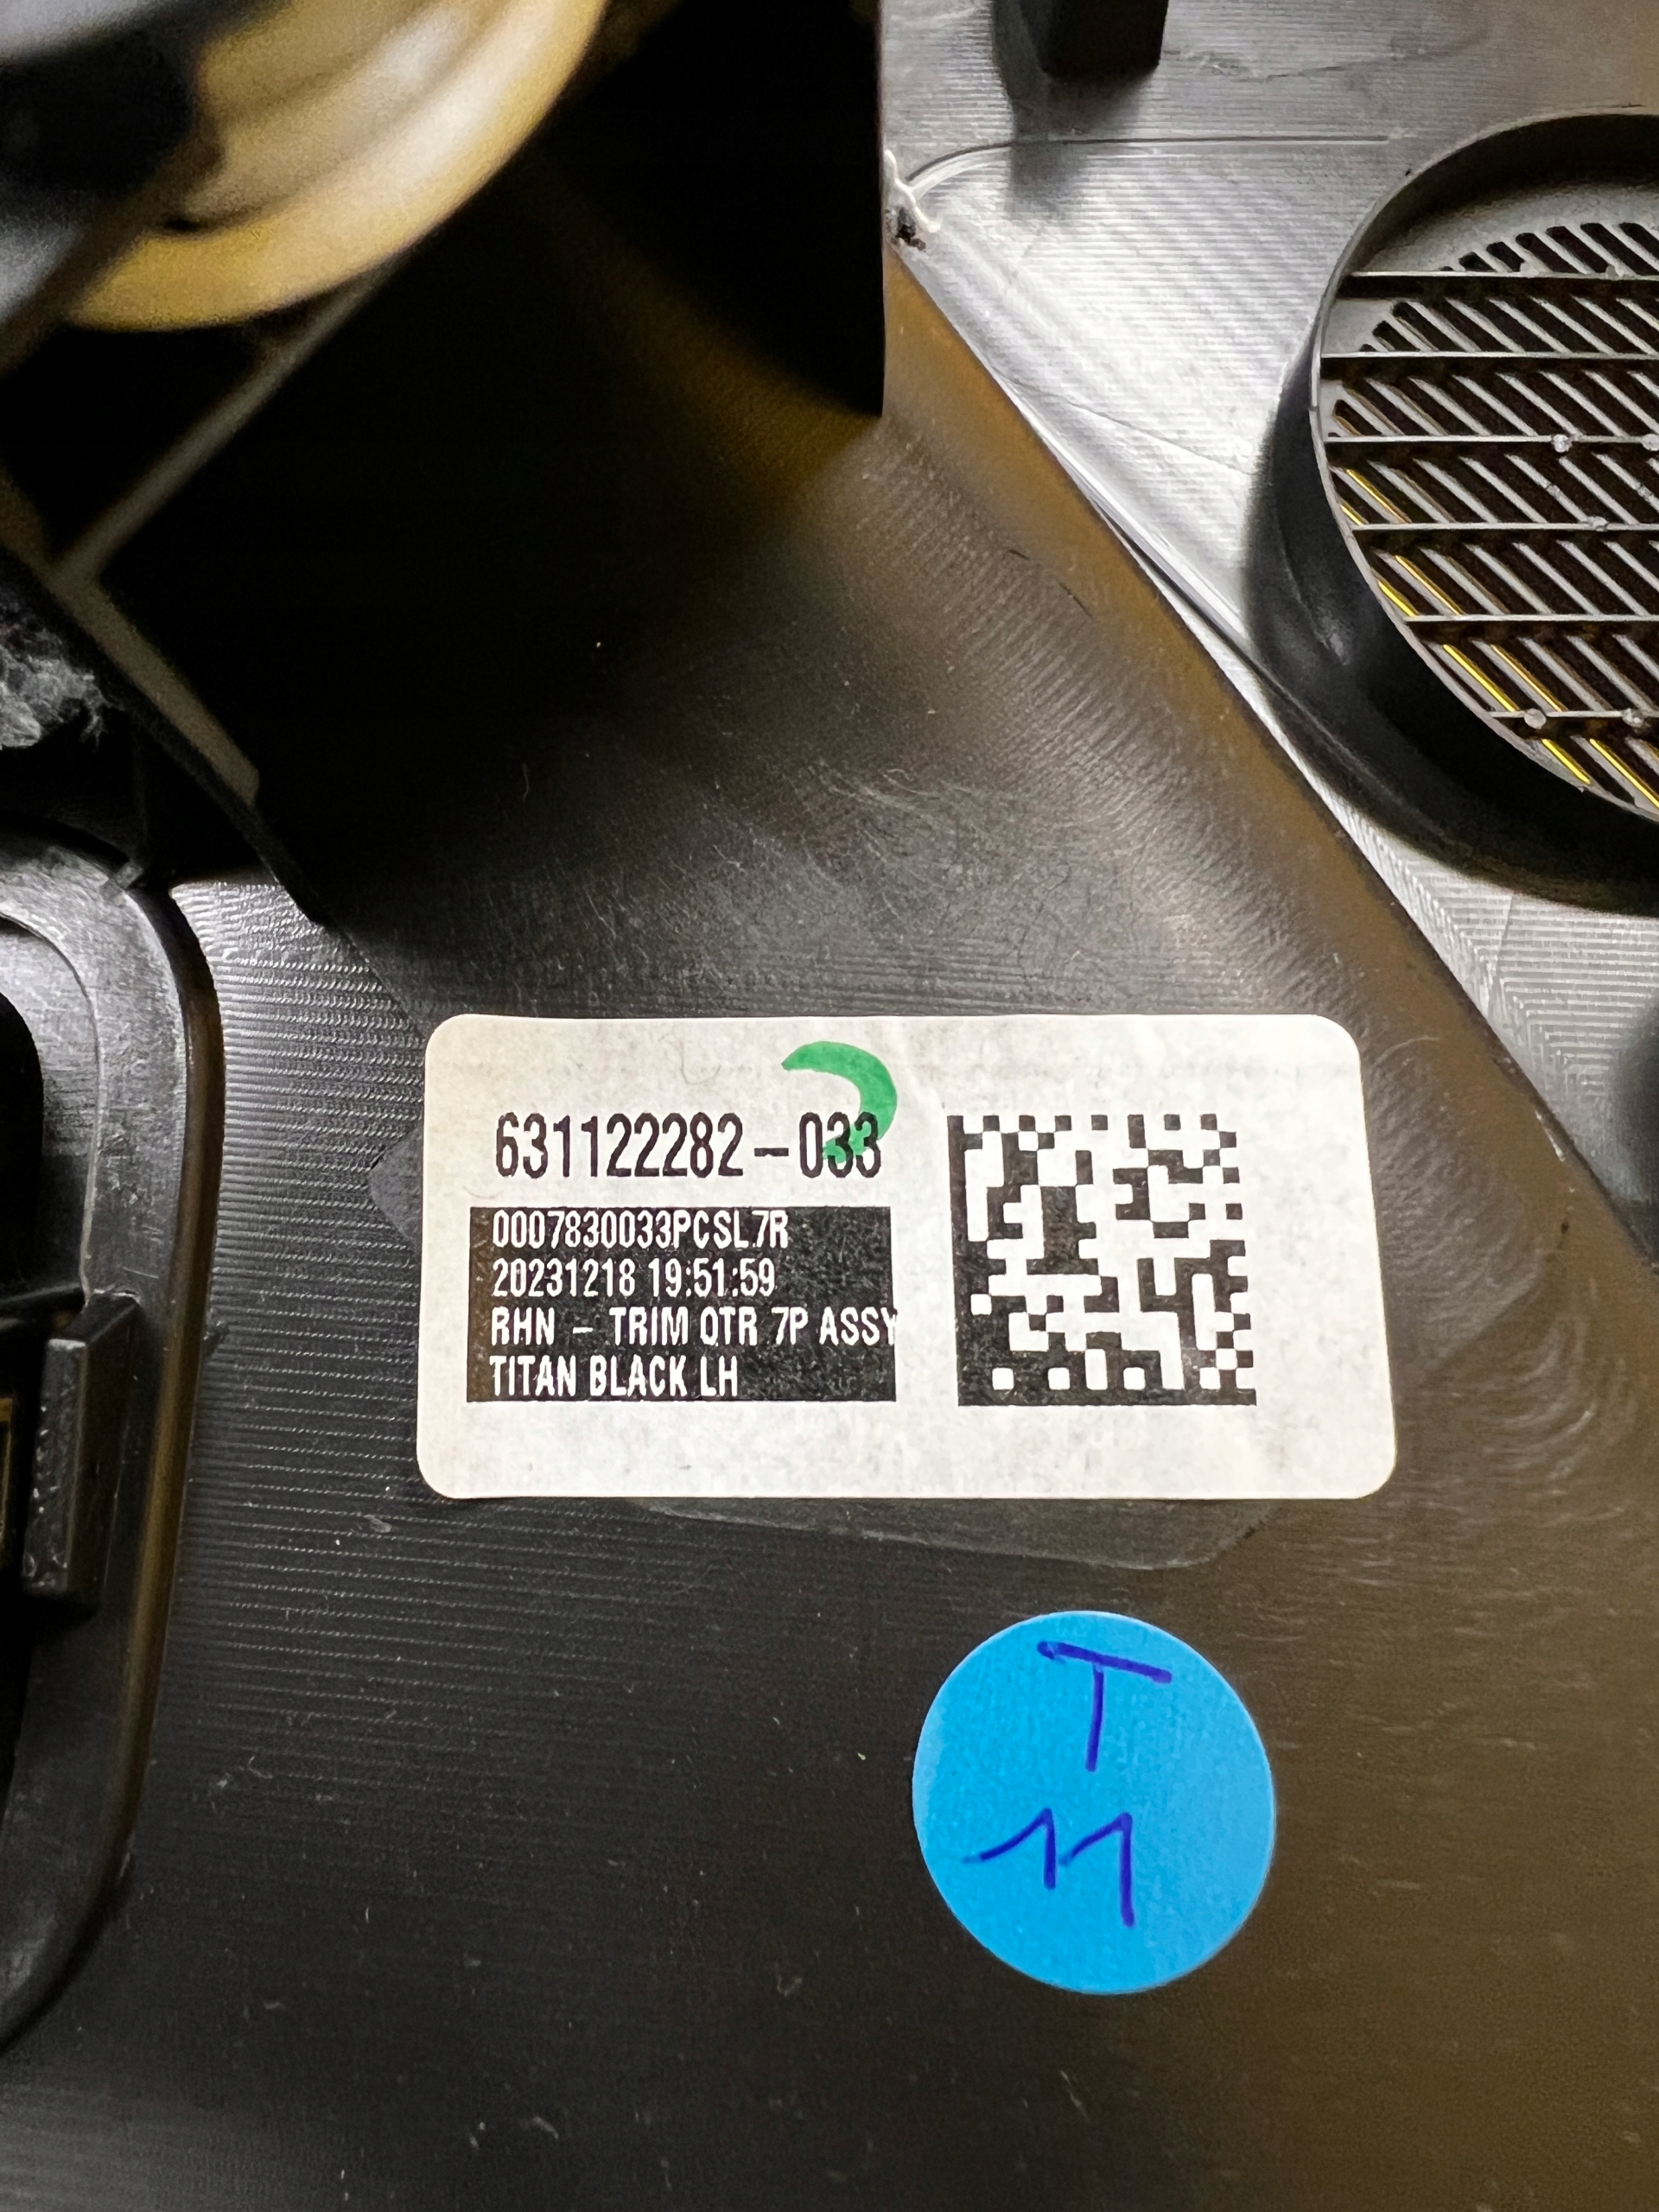 631122282-033
0007830033PCSL7R
20231218 19:51:59
RHN - TRIM QTR 7P ASSY
TITAN BLACK LH
T
11